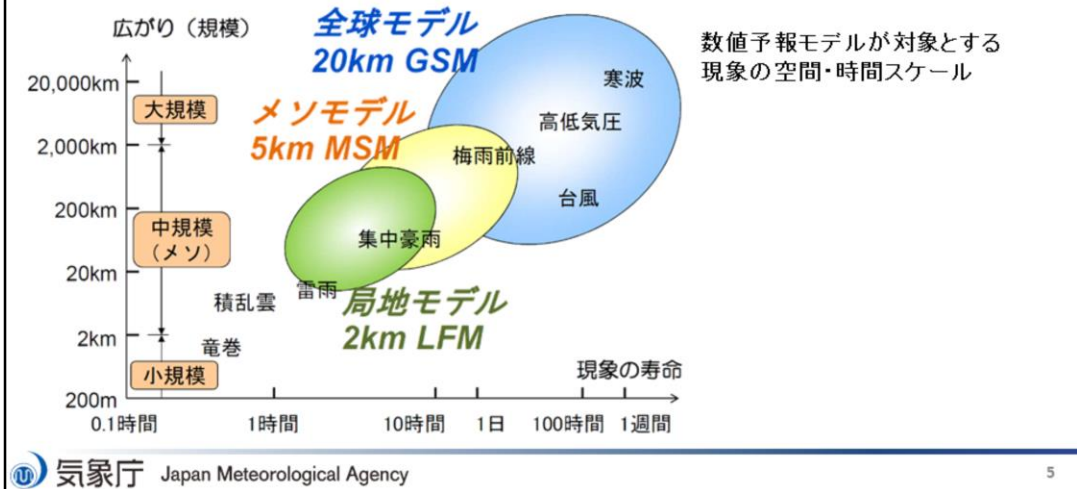 広がり（規模）
全球モデル
20km GSM
数値予報モデルが対象とする
現象の空間・時間スケール
20,000km
大規模
寒波
メソモデル
5km MSM
高低気圧
2,000km
梅雨前線
台風
200km
中規模
（メソ）
集中豪雨
20km
雷雨
積乱雲
局地モデル
2km LFM
2km
竜巻
小規模
現象の寿命
200m
0.1時間
1時間
10時間
1日
100時間
1週間
気象庁 Japan Meteorological Agency
5